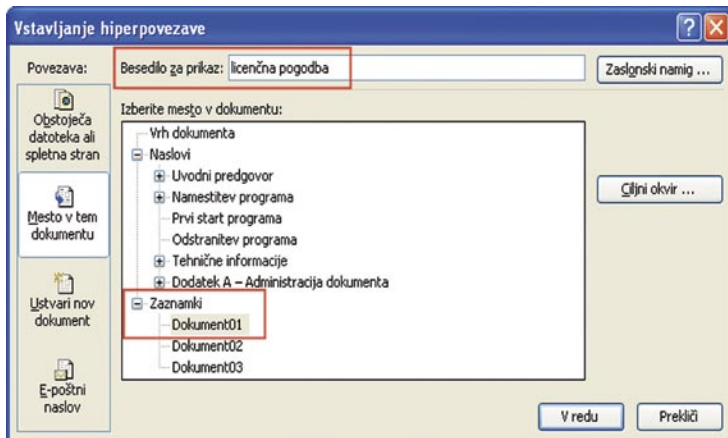 Vstavljanje hiperpovezave
Povezava:
Besedilo za prikaz: licenčna pogodba
Zaslonski namig ...
Obstoječa
datoteka ali
spletna stran
Mesto v tem
dokumentu
Ustvari nov
dokument
E-poštni
naslov
Izberite mesto v dokumentu:
Vrh dokumenta
Naslovi
Uvodni predgovor
Namestitev programa
Prvi start programa
Odstranitev programa
Tehnične informacije
Dodatek A – Administracija dokumenta
Zaznamki
Dokument01
Dokument02
Dokument03
Ciljni okvir ...
V redu
Prekliči